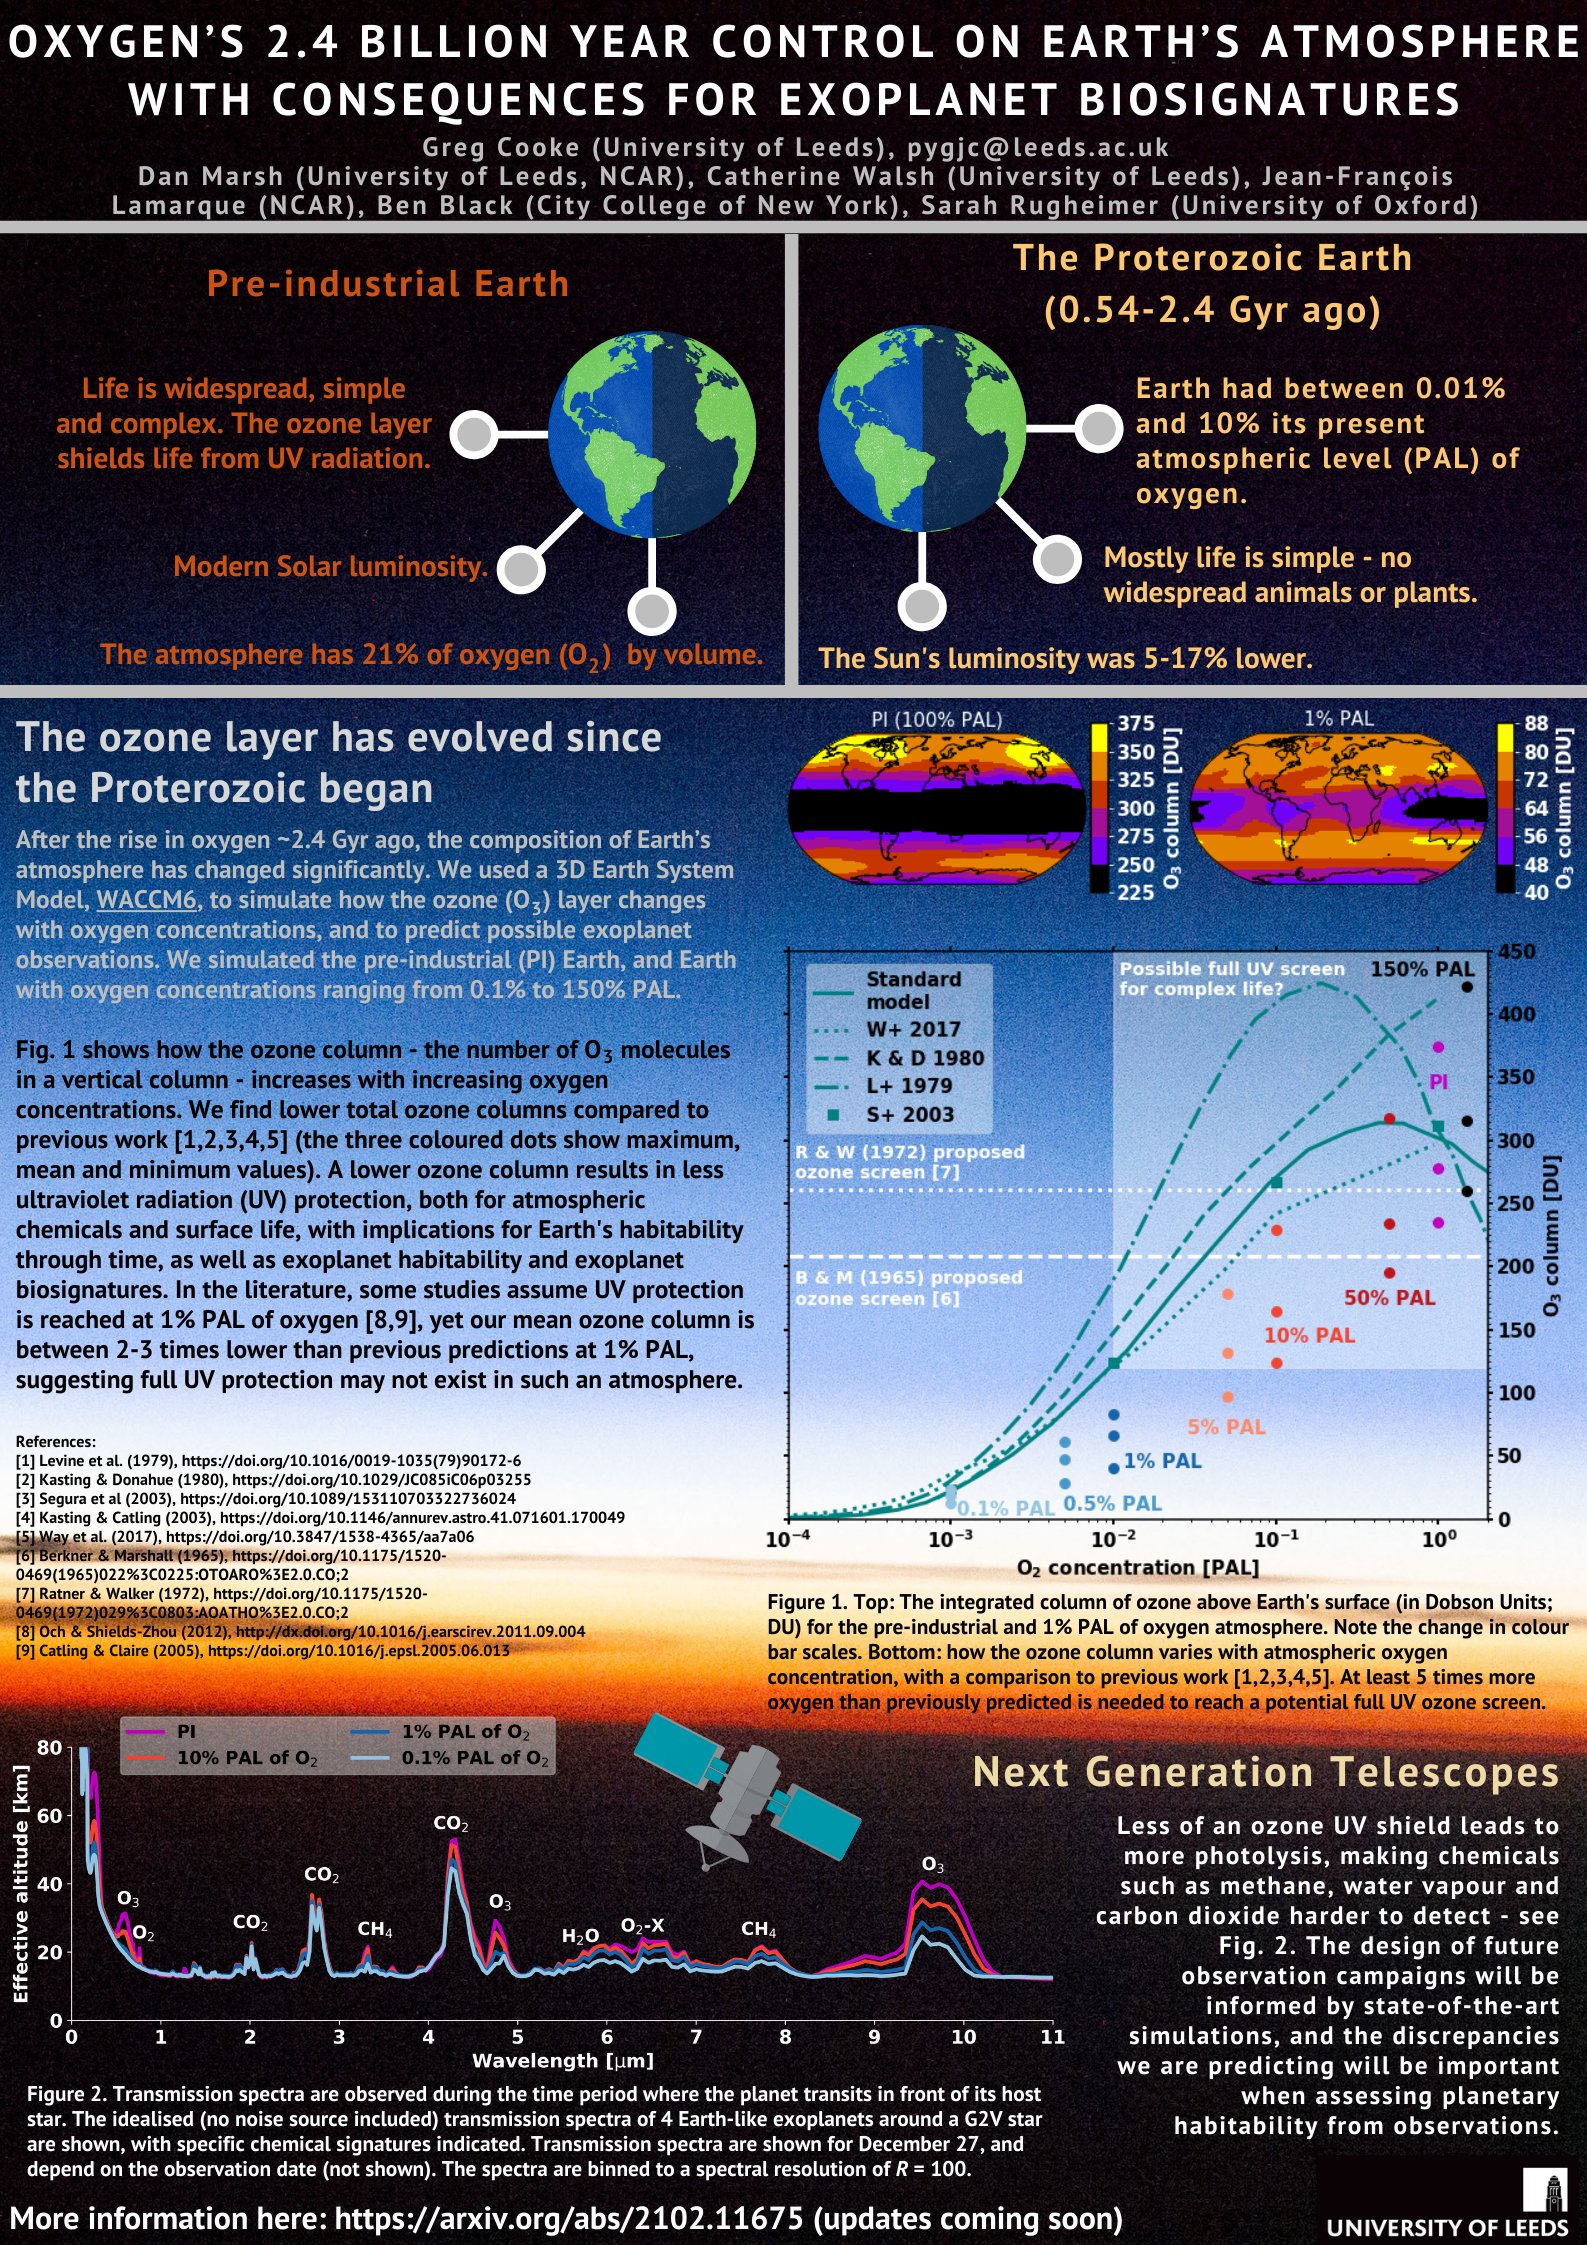 OXYGEN'S 2.4 BILLION YEAR CONTROL ON EARTH'S ATMOSPHERE
WITH CONSEQUENCES FOR EXOPLANET BIOSIGNATURES
Greg Cooke (University of Leeds), pygjc@leeds.ac.uk
Dan Marsh (University of Leeds, NCAR), Catherine Walsh (University of Leeds), Jean-François
Lamarque (NCAR), Ben Black (City College of New York), Sarah Rugheimer (University of Oxford)
Pre-industrial Earth
Life is widespread, simple
and complex. The ozone layer
shields life from UV radiation.
Modern Solar luminosity.
The atmosphere has 21% of oxygen (O₂) by volume.
The Proterozoic Earth
(0.54-2.4 Gyr ago)
Earth had between 0.01%
and 10% its present
atmospheric level (PAL) of
oxygen.
Mostly life is simple - no
widespread animals or plants.
The Sun's luminosity was 5-17% lower.
The ozone layer has evolved since
the Proterozoic began
After the rise in oxygen ~2.4 Gyr ago, the composition of Earth's
atmosphere has changed significantly. We used a 3D Earth System
Model, WACCM6, to simulate how the ozone (O₃) layer changes
with oxygen concentrations, and to predict possible exoplanet
observations. We simulated the pre-industrial (PI) Earth, and Earth
with oxygen concentrations ranging from 0.1% to 150% PAL.
Fig. 1 shows how the ozone column - the number of O₃ molecules
in a vertical column - increases with increasing oxygen
concentrations. We find lower total ozone columns compared to
previous work [1,2,3,4,5] (the three coloured dots show maximum,
mean and minimum values). A lower ozone column results in less
ultraviolet radiation (UV) protection, both for atmospheric
chemicals and surface life, with implications for Earth's habitability
through time, as well as exoplanet habitability and exoplanet
biosignatures. In the literature, some studies assume UV protection
is reached at 1% PAL of oxygen [8,9], yet our mean ozone column is
between 2-3 times lower than previous predictions at 1% PAL,
suggesting full UV protection may not exist in such an atmosphere.
References:
[1] Levine et al. (1979), https://doi.org/10.1016/0019-1035(79)90172-6
[2] Kasting & Donahue (1980), https://doi.org/10.1029/JC085iC06p03255
[3] Segura et al (2003), https://doi.org/10.1089/153110703322736024
[4] Kasting & Catling (2003), https://doi.org/10.1146/annurev.astro.41.071601.170049
[5] Way et al. (2017), https://doi.org/10.3847/1538-4365/aa7a06
[6] Berkner & Marshall (1965), https://doi.org/10.1175/1520-
0469(1965)022%3C0225:OTOARO%3E2.0.CO;2
[7] Ratner & Walker (1972), https://doi.org/10.1175/1520-
0469(1972)029%3C0803:AOATHO%3E2.0.CO;2
[8] Och & Shields-Zhou (2012), http://dx.doi.org/10.1016/j.earscirev.2011.09.004
[9] Catling & Claire (2005), https://doi.org/10.1016/j.epsl.2005.06.013
PI (100% PAL)
375
350
325
300
275
250
225
O₃ column [DU]
1% PAL
88
80
72
64
56
48
40
O₃ column [DU]
Standard
model
W+ 2017
K & D 1980
L+ 1979
S+ 2003
Possible full UV screen
for complex life?
150% PAL
PI
R & W (1972) proposed
ozone screen [7]
B & M (1965) proposed
ozone screen [6]
50% PAL
10% PAL
5% PAL
1% PAL
0.5% PAL
0.1% PAL
450
400
350
300
250
200
150
100
50
0
O₃ column [DU]
10⁻⁴ 10⁻³ 10⁻² 10⁻¹ 10⁰
O₂ concentration [PAL]
Figure 1. Top: The integrated column of ozone above Earth's surface (in Dobson Units;
DU) for the pre-industrial and 1% PAL of oxygen atmosphere. Note the change in colour
bar scales. Bottom: how the ozone column varies with atmospheric oxygen
concentration, with a comparison to previous work [1,2,3,4,5]. At least 5 times more
oxygen than previously predicted is needed to reach a potential full UV ozone screen.
PI
10% PAL of O₂
1% PAL of O₂
0.1% PAL of O₂
80
60
40
20
0
Effective altitude [km]
O₃
O₂
CO₂
CO₂
CH₄
CO₂
O₃
H₂O
O₂-X
CH₄
O₃
0 1 2 3 4 5 6 7 8 9 10 11
Wavelength [μm]
Figure 2. Transmission spectra are observed during the time period where the planet transits in front of its host
star. The idealised (no noise source included) transmission spectra of 4 Earth-like exoplanets around a G2V star
are shown, with specific chemical signatures indicated. Transmission spectra are shown for December 27, and
depend on the observation date (not shown). The spectra are binned to a spectral resolution of R = 100.
Next Generation Telescopes
Less of an ozone UV shield leads to
more photolysis, making chemicals
such as methane, water vapour and
carbon dioxide harder to detect - see
Fig. 2. The design of future
observation campaigns will be
informed by state-of-the-art
simulations, and the discrepancies
we are predicting will be important
when assessing planetary
habitability from observations.
More information here: https://arxiv.org/abs/2102.11675 (updates coming soon)
UNIVERSITY OF LEEDS